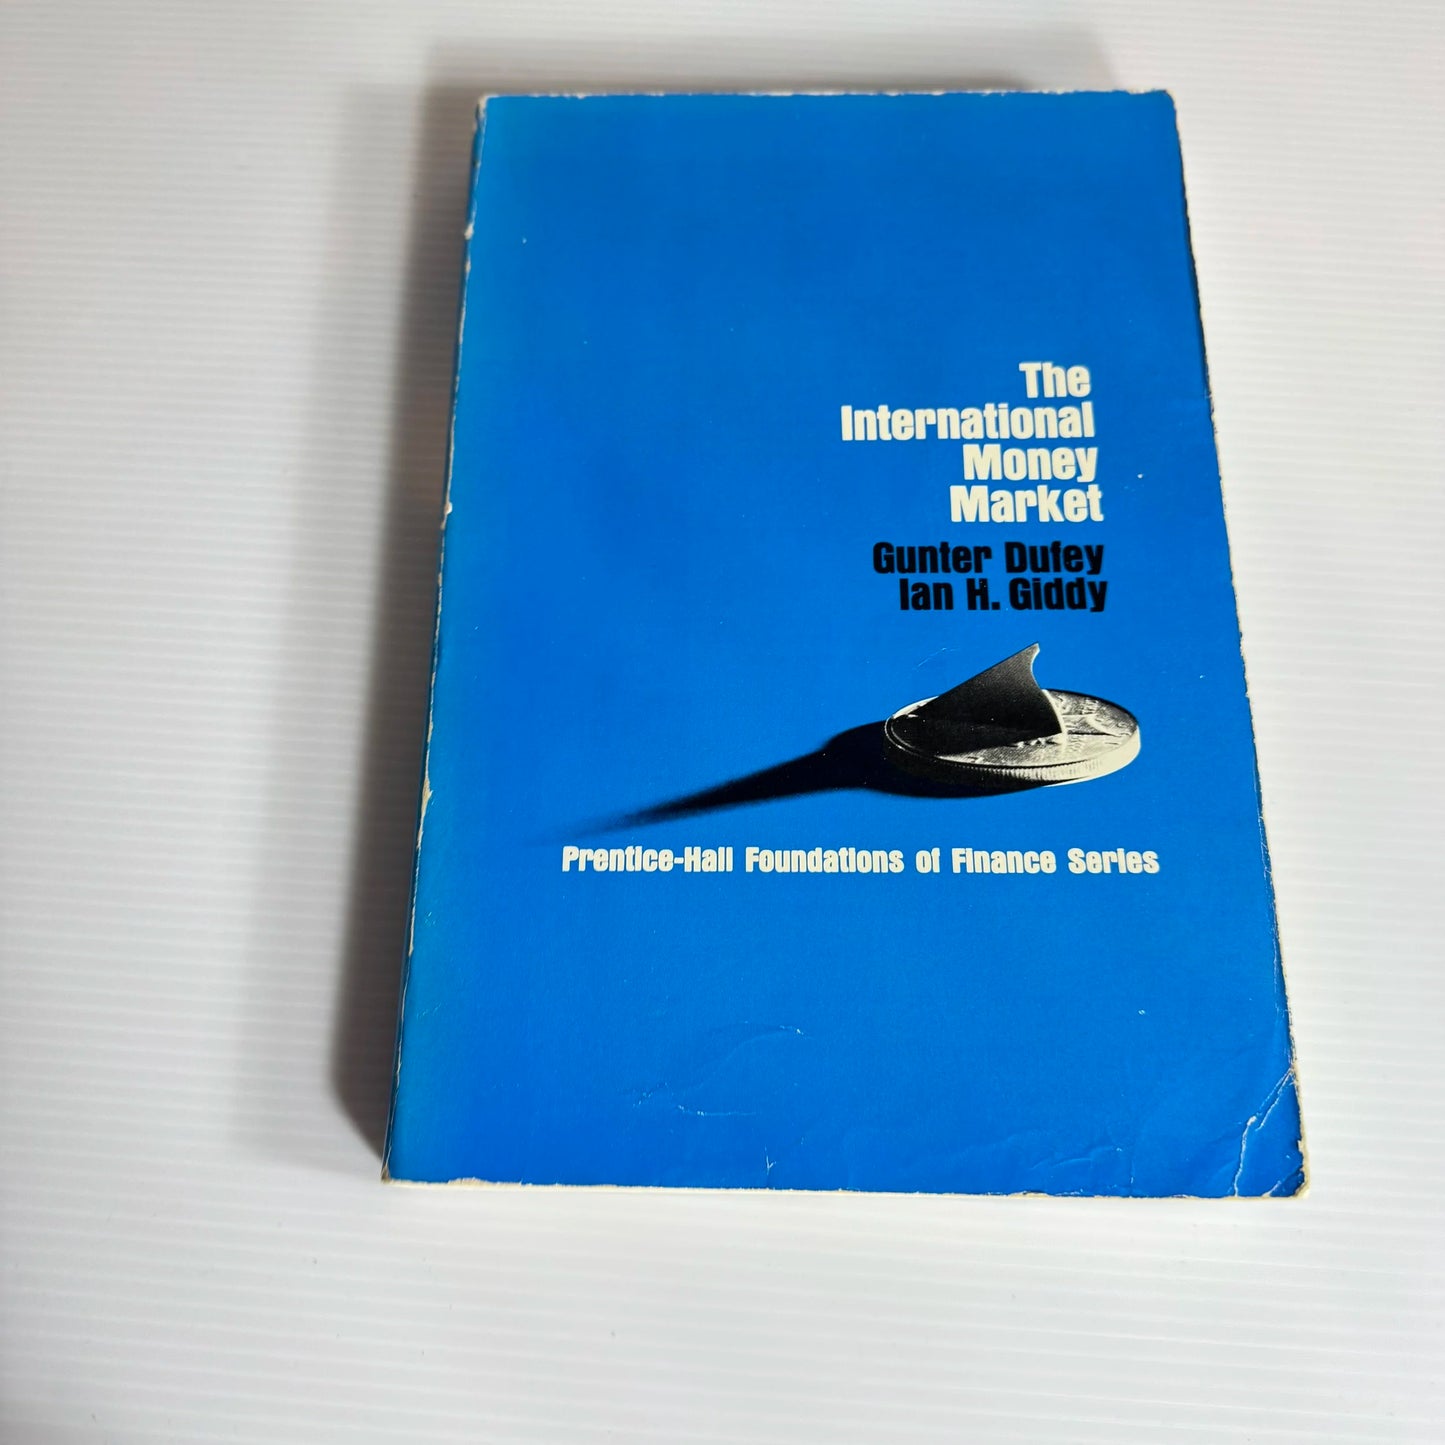 The
International
Money
Market
Gunter Dufey
Ian H. Giddy
Prentice-Hall Foundations of Finance Series